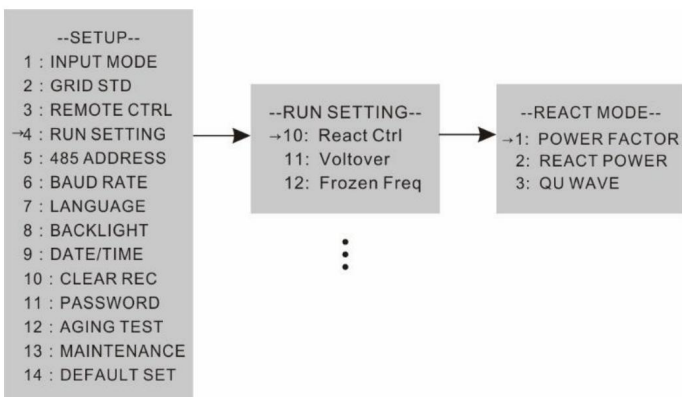 --SETUP--
1 : INPUT MODE
2 : GRID STD
3 : REMOTE CTRL
→4 : RUN SETTING
5 : 485 ADDRESS
6 : BAUD RATE
7 : LANGUAGE
8 : BACKLIGHT
9 : DATE/TIME
10 : CLEAR REC
11 : PASSWORD
12 : AGING TEST
13 : MAINTENANCE
14 : DEFAULT SET
--RUN SETTING--
→10: React Ctrl
11: Voltover
12: Frozen Freq
--REACT MODE--
→1: POWER FACTOR
2: REACT POWER
3: QU WAVE